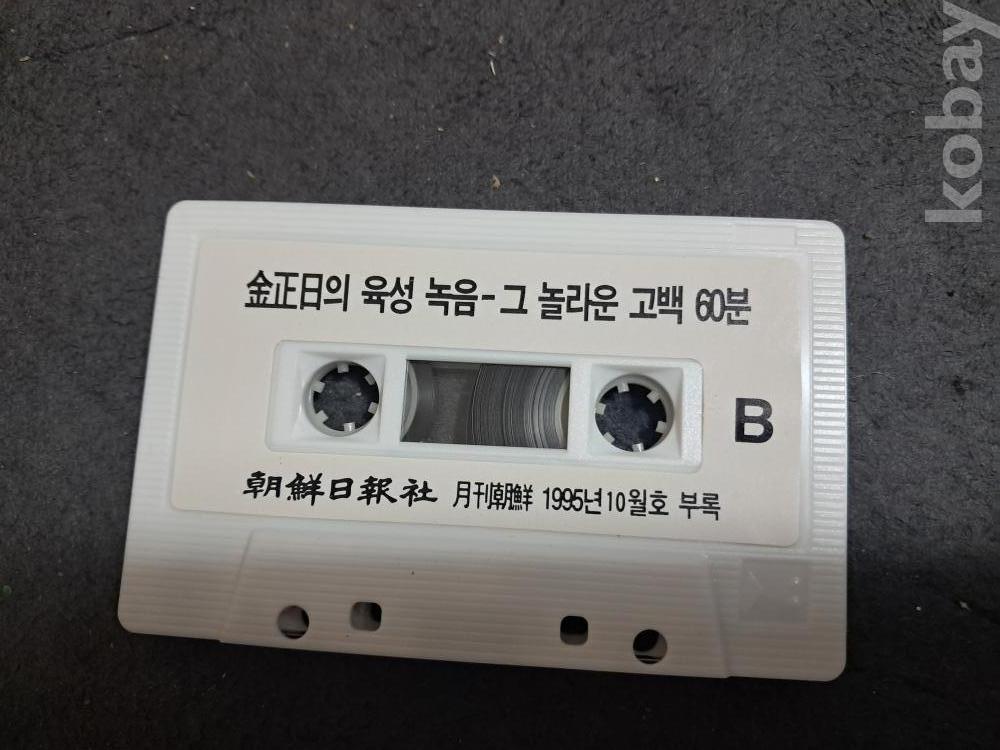 金正日의 육성 녹음-그 놀라운 고백 60분
B
朝鮮日報社 月刊朝鮮 1995년10월호 부록
kobay